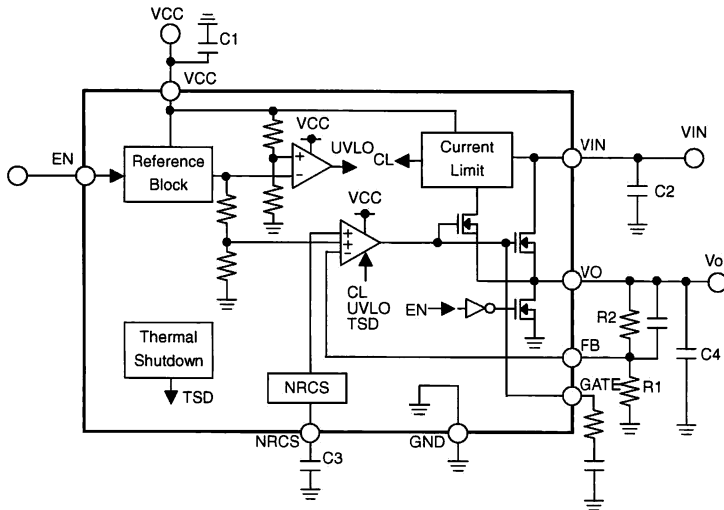 VCC
C1
VCC
VCC
UVLO
VIN
VIN
EN
Reference
Block
+
-
CL
Current
Limit
C2
VCC
+
+
-
CL
UVLO
TSD
EN
VO
Vo
R2
C4
Thermal
Shutdown
TSD
FB
R1
NRCS
GATE
NRCS
GND
C3